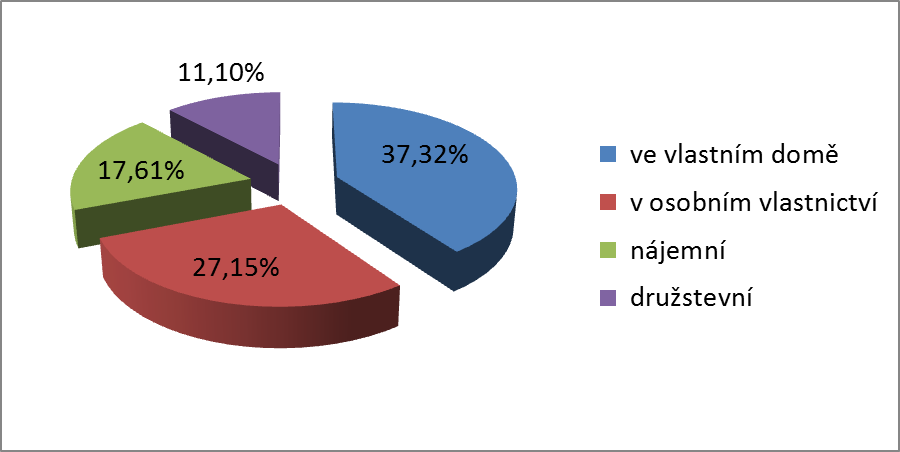 11,10%
37,32%
17,61%
27,15%
ve vlastním domě
v osobním vlastnictví
nájemní
družstevní